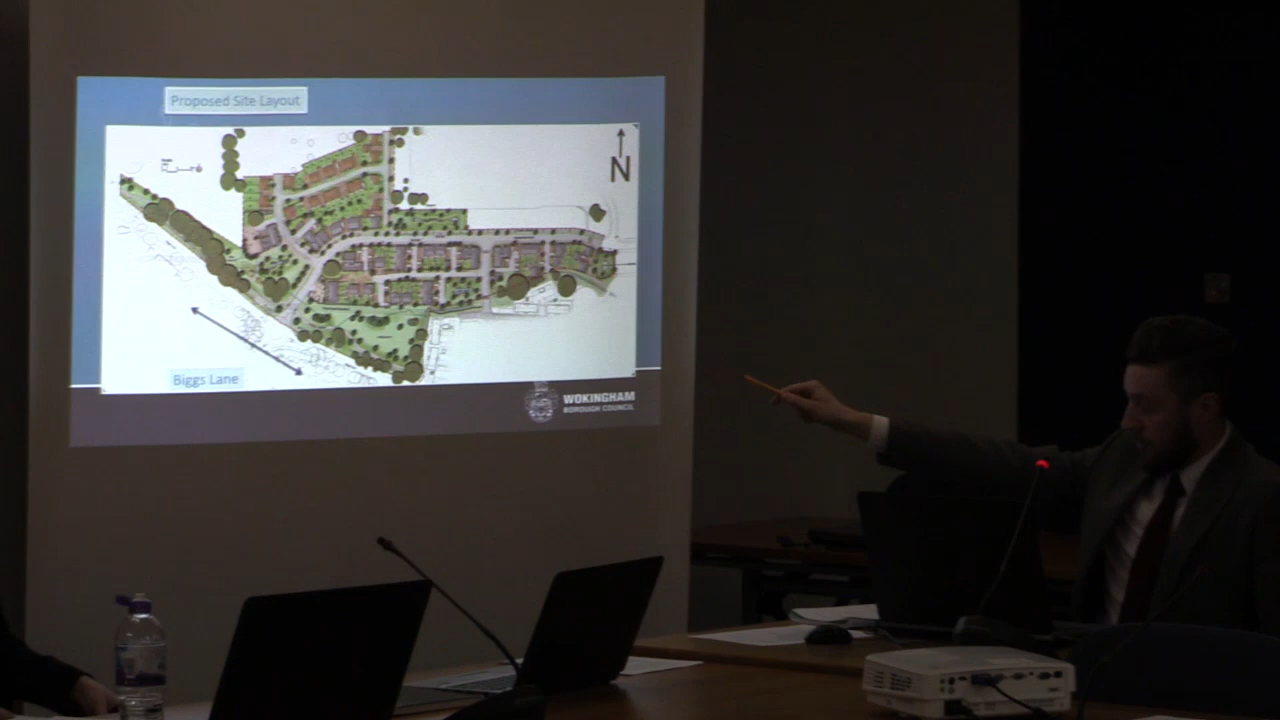 Proposed Site Layout
N
Biggs Lane
WOKINGHAM
BOROUGH COUNCIL